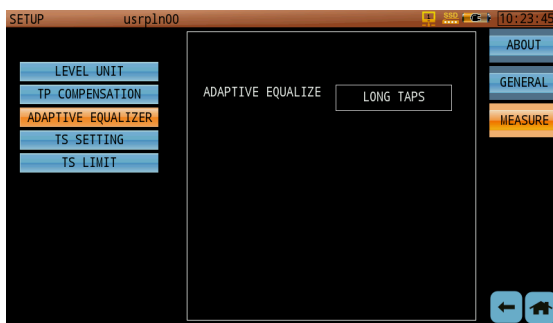 SETUP usrpln00 SSD 10:23:45
ABOUT
LEVEL UNIT
GENERAL
TP COMPENSATION
ADAPTIVE EQUALIZE LONG TAPS
ADAPTIVE EQUALIZER
MEASURE
TS SETTING
TS LIMIT